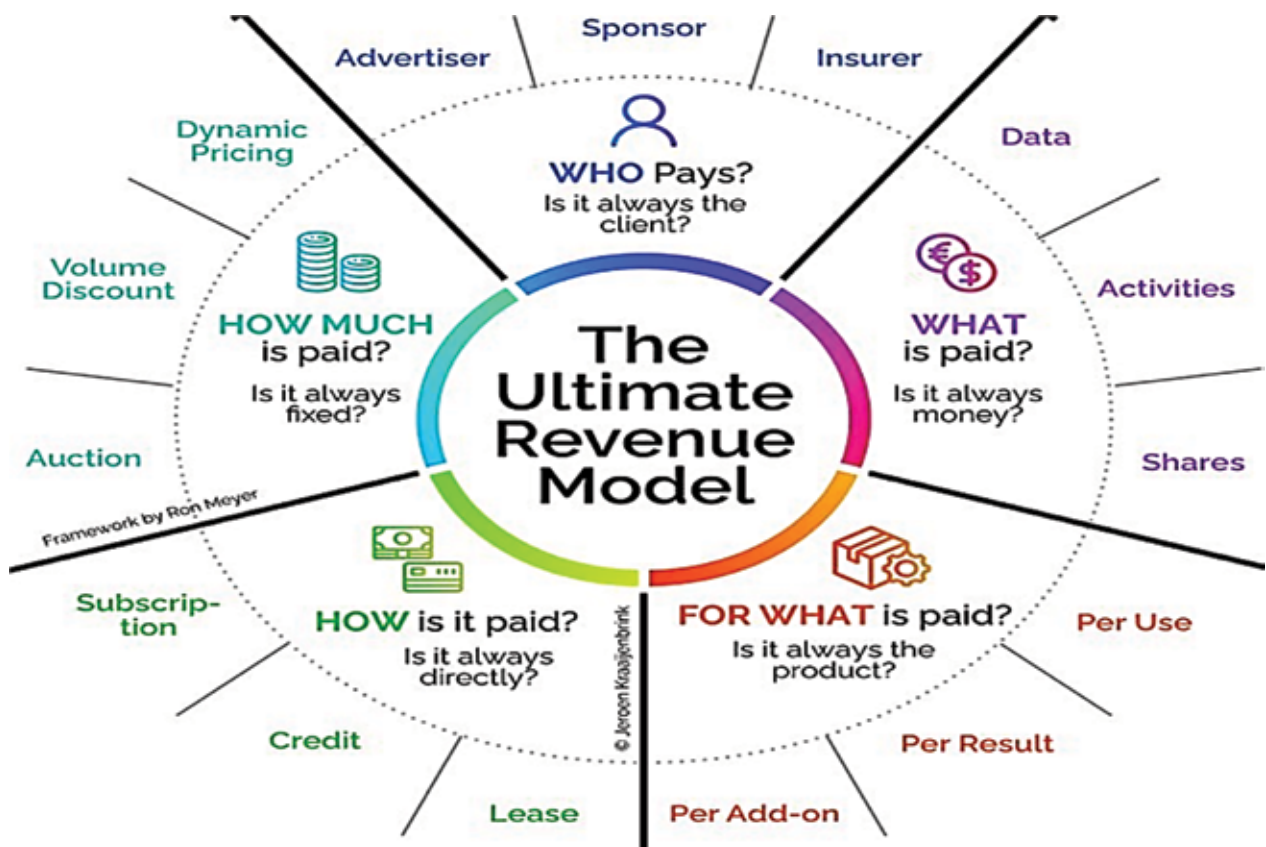 The
Ultimate
Revenue
Model
WHO Pays?
Is it always the
client?
Advertiser
Sponsor
Insurer
WHAT
is paid?
Is it always
money?
Data
Activities
Shares
FOR WHAT is paid?
Is it always the
product?
Per Use
Per Result
Per Add-on
HOW is it paid?
Is it always
directly?
Lease
Credit
Subscrip-
tion
HOW MUCH
is paid?
Is it always
fixed?
Auction
Volume
Discount
Dynamic
Pricing
Framework by Ron Meyer
© Jeroen Kraaijenbrink